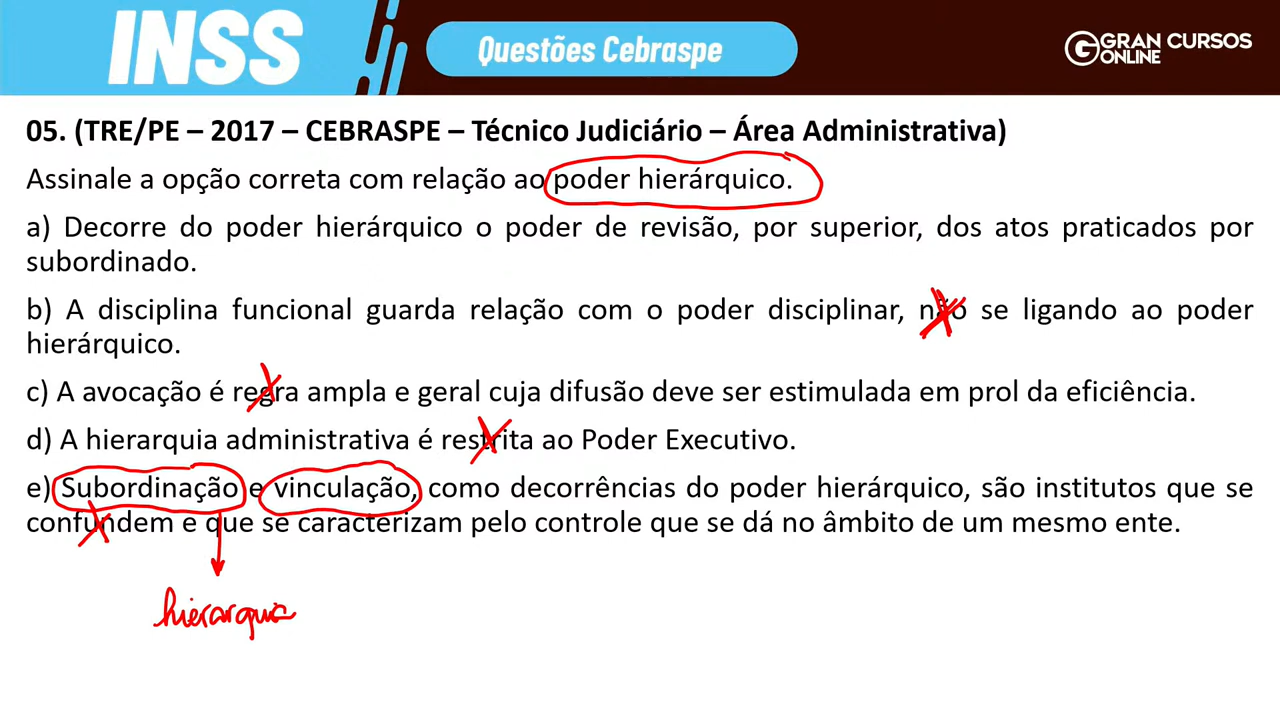 INSS
Questões Cebraspe
GRAN CURSOS
ONLINE
05. (TRE/PE – 2017 – CEBRASPE – Técnico Judiciário – Área Administrativa)
Assinale a opção correta com relação ao poder hierárquico.
a) Decorre do poder hierárquico o poder de revisão, por superior, dos atos praticados por
subordinado.
b) A disciplina funcional guarda relação com o poder disciplinar, não se ligando ao poder
hierárquico.
c) A avocação é regra ampla e geral cuja difusão deve ser estimulada em prol da eficiência.
d) A hierarquia administrativa é restrita ao Poder Executivo.
e) Subordinação e vinculação, como decorrências do poder hierárquico, são institutos que se
confundem e que se caracterizam pelo controle que se dá no âmbito de um mesmo ente.
hierarquia